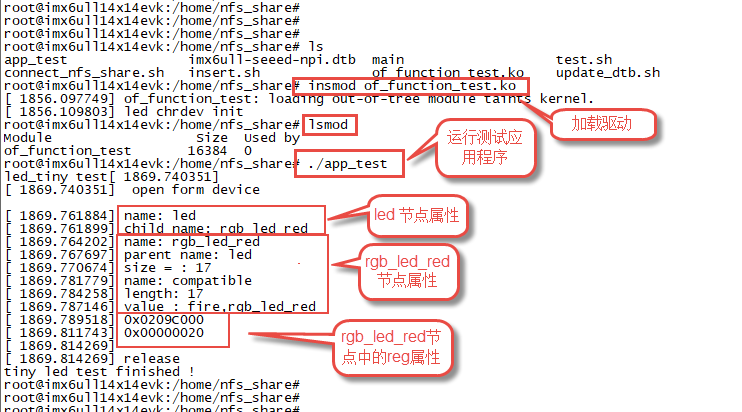 root@imx6ull14x14evk:/home/nfs_share#
root@imx6ull14x14evk:/home/nfs_share#
root@imx6ull14x14evk:/home/nfs_share#
root@imx6ull14x14evk:/home/nfs_share# ls
app_test imx6ull-seeed-npi.dtb main test.sh
connect_nfs_share.sh insert.sh of_function_test.ko update_dtb.sh
root@imx6ull14x14evk:/home/nfs_share# insmod of_function_test.ko
[ 1856.097749] of_function_test: loading out-of-tree module taints kernel.
[ 1856.109803] led chrdev init
加载驱动
root@imx6ull14x14evk:/home/nfs_share# lsmod
Module Size Used by
of_function_test 16384 0
root@imx6ull14x14evk:/home/nfs_share# ./app_test
运行测试应
用程序
led_tiny test[ 1869.740351]
[ 1869.740351] open form device
[ 1869.761884] name: led
[ 1869.761899] child name: rgb_led_red
led 节点属性
[ 1869.764202] name: rgb_led_red
[ 1869.767697] parent name: led
[ 1869.770674] size = : 17
[ 1869.781779] name: compatible
[ 1869.784258] length: 17
[ 1869.787146] value : fire,rgb_led_red
rgb_led_red
节点属性
[ 1869.789518] 0x0209C000
[ 1869.811743] 0x00000020
[ 1869.814269]
rgb_led_red节
点中的reg属性
[ 1869.814269] release
tiny led test finished !
root@imx6ull14x14evk:/home/nfs_share#
root@imx6ull14x14evk:/home/nfs_share#